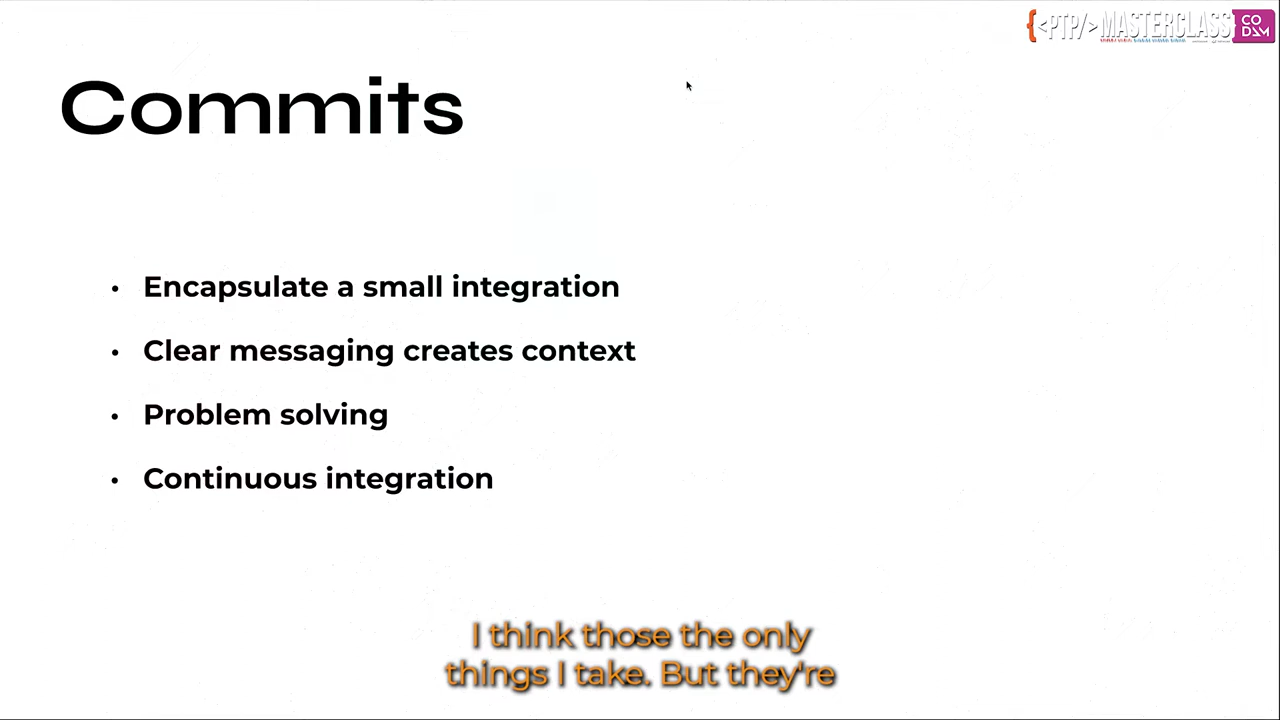 {<PTP/>MASTERCLASS
CO
DSM
Commits
• Encapsulate a small integration
• Clear messaging creates context
• Problem solving
• Continuous integration
I think those the only
things I take. But they're